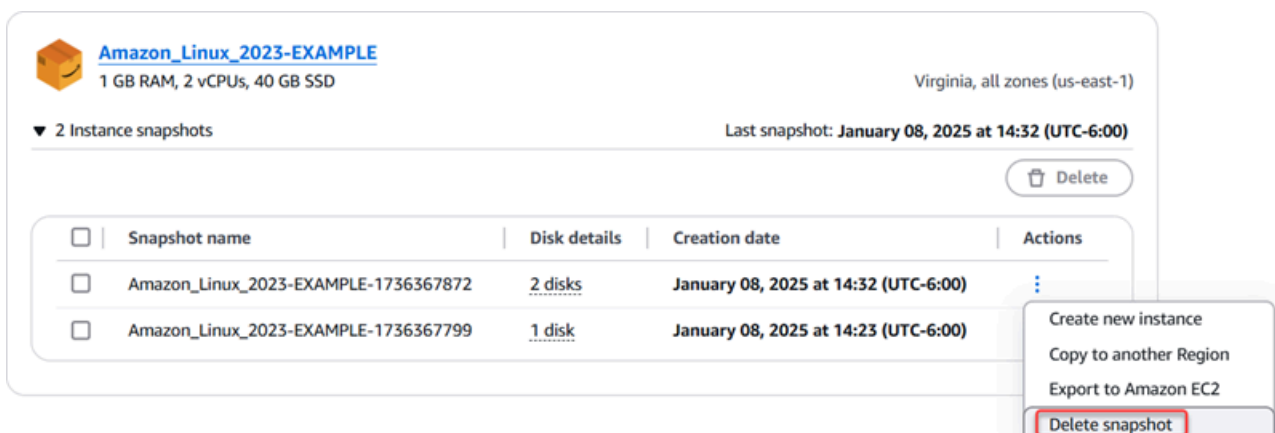 Amazon_Linux_2023-EXAMPLE
1 GB RAM, 2 vCPUs, 40 GB SSD
Virginia, all zones (us-east-1)
2 Instance snapshots
Last snapshot: January 08, 2025 at 14:32 (UTC-6:00)
Delete
Snapshot name Disk details Creation date Actions
Amazon_Linux_2023-EXAMPLE-1736367872 2 disks January 08, 2025 at 14:32 (UTC-6:00)
Amazon_Linux_2023-EXAMPLE-1736367799 1 disk January 08, 2025 at 14:23 (UTC-6:00)
Create new instance
Copy to another Region
Export to Amazon EC2
Delete snapshot